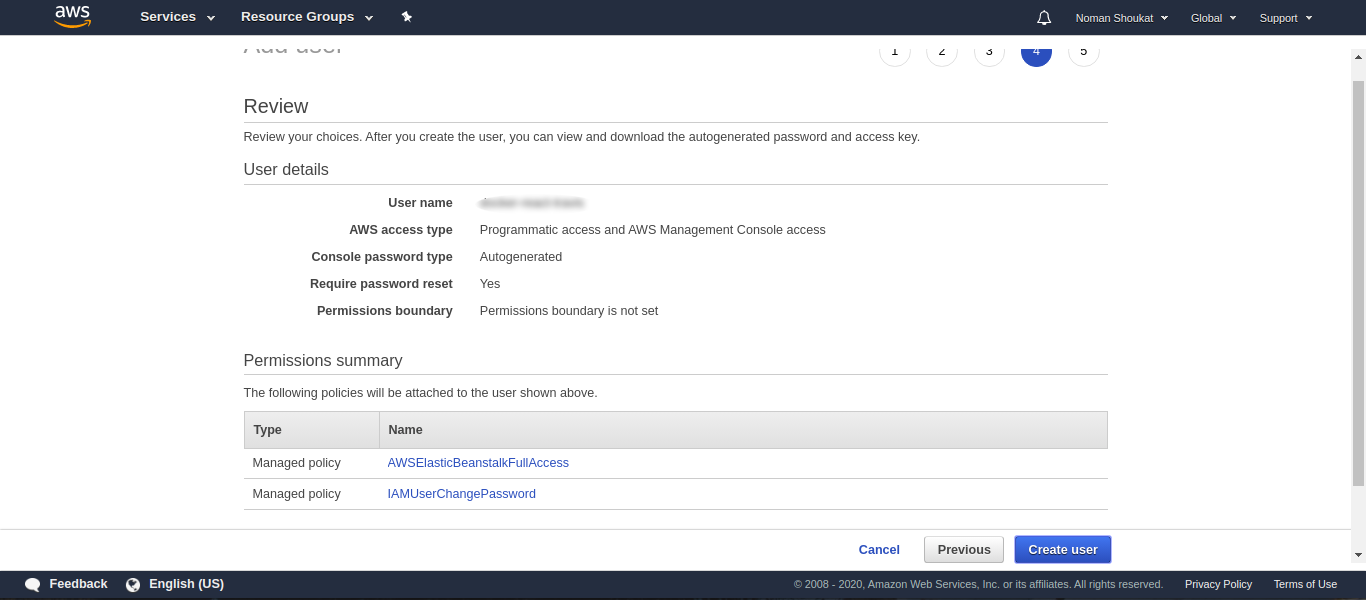 aws Services Resource Groups Noman Shoukat Global Support
Add user 1 2 3 4 5
Review
Review your choices. After you create the user, you can view and download the autogenerated password and access key.
User details
User name
AWS access type Programmatic access and AWS Management Console access
Console password type Autogenerated
Require password reset Yes
Permissions boundary Permissions boundary is not set
Permissions summary
The following policies will be attached to the user shown above.
Type Name
Managed policy AWSElasticBeanstalkFullAccess
Managed policy IAMUserChangePassword
Cancel Previous Create user
Feedback English (US) © 2008 - 2020, Amazon Web Services, Inc. or its affiliates. All rights reserved. Privacy Policy Terms of Use